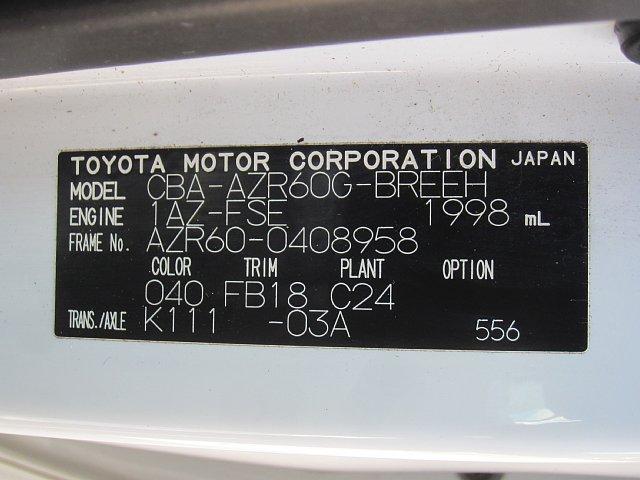 TOYOTA MOTOR CORPORATION JAPAN
MODEL CBA-AZR60G-BREEH
ENGINE 1AZ-FSE 1998 mL
FRAME No. AZR60-0408958
COLOR TRIM PLANT OPTION
040 FB18 C24
TRANS./AXLE K111 -03A 556